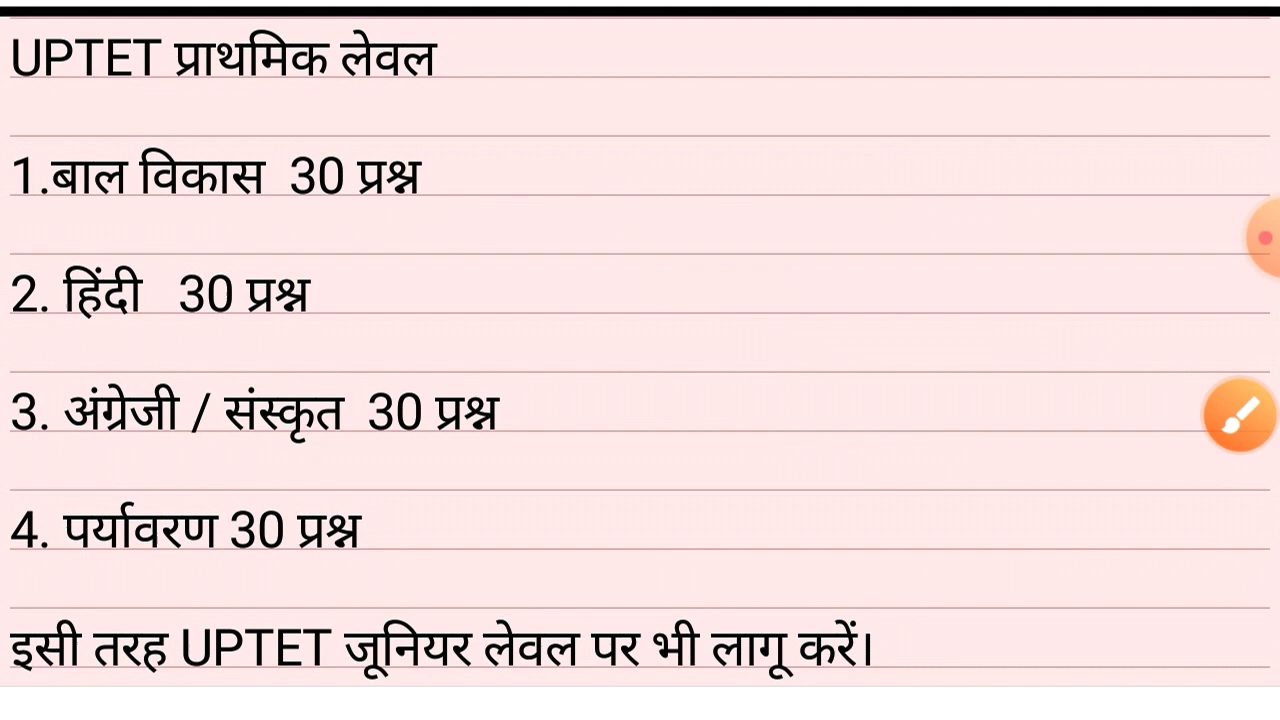 UPTET प्राथमिक लेवल
1.बाल विकास  30 प्रश्न
2. हिंदी   30 प्रश्न
3. अंग्रेजी / संस्कृत  30 प्रश्न
4. पर्यावरण 30 प्रश्न
इसी तरह UPTET जूनियर लेवल पर भी लागू करें।